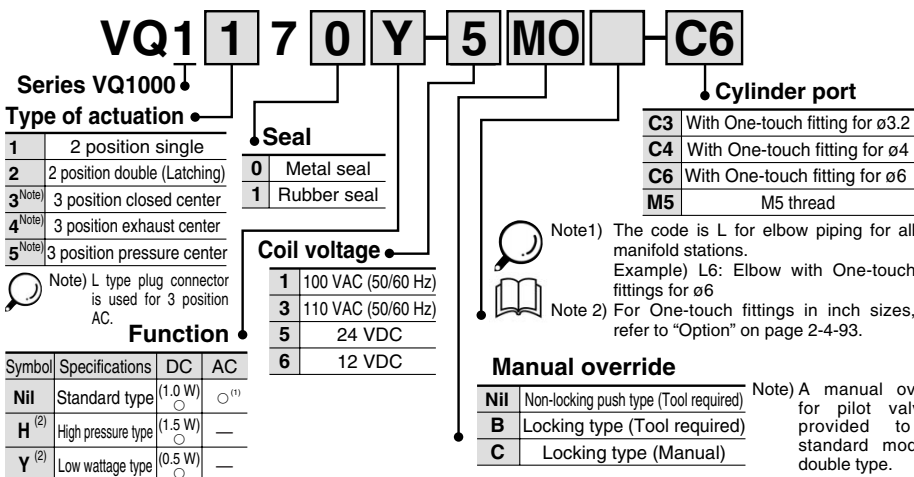 VQ1 1 7 0 Y - 5 MO - C6
Series VQ1000
Type of actuation
1 2 position single
2 2 position double (Latching)
3 Note) 3 position closed center
4 Note) 3 position exhaust center
5 Note) 3 position pressure center
Note) L type plug connector
is used for 3 position
AC.
Seal
0 Metal seal
1 Rubber seal
Function
Symbol Specifications DC AC
Nil Standard type (1.0 W) ○ ○(1)
H (2) High pressure type (1.5 W) ○ —
Y (2) Low wattage type (0.5 W) ○ —
Coil voltage
1 100 VAC (50/60 Hz)
3 110 VAC (50/60 Hz)
5 24 VDC
6 12 VDC
Cylinder port
C3 With One-touch fitting for ø3.2
C4 With One-touch fitting for ø4
C6 With One-touch fitting for ø6
M5 M5 thread
Note1) The code is L for elbow piping for all
manifold stations.
Example) L6: Elbow with One-touch
fittings for ø6
Note 2) For One-touch fittings in inch sizes,
refer to “Option” on page 2-4-93.
Manual override
Nil Non-locking push type (Tool required)
B Locking type (Tool required)
C Locking type (Manual)
Note) A manual ov
for pilot val
provided to
standard mod
double type.